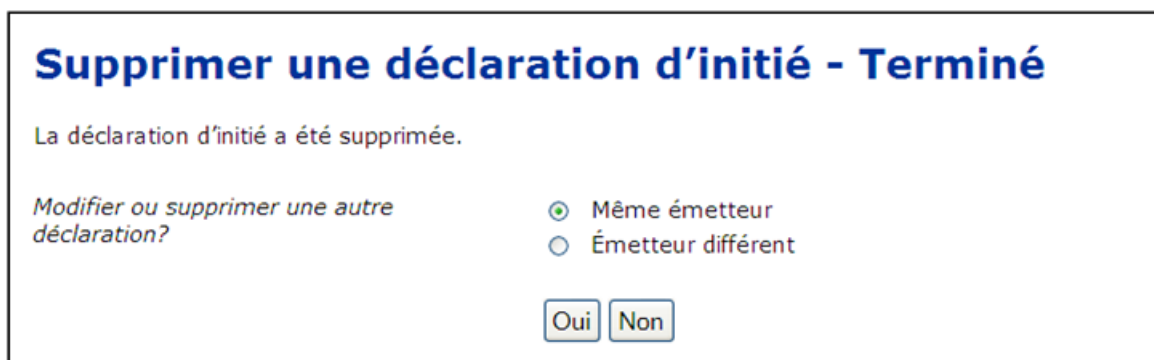 Supprimer une déclaration d’initié - Terminé
La déclaration d’initié a été supprimée.
Modifier ou supprimer une autre
déclaration?
Même émetteur
Émetteur différent
Oui Non